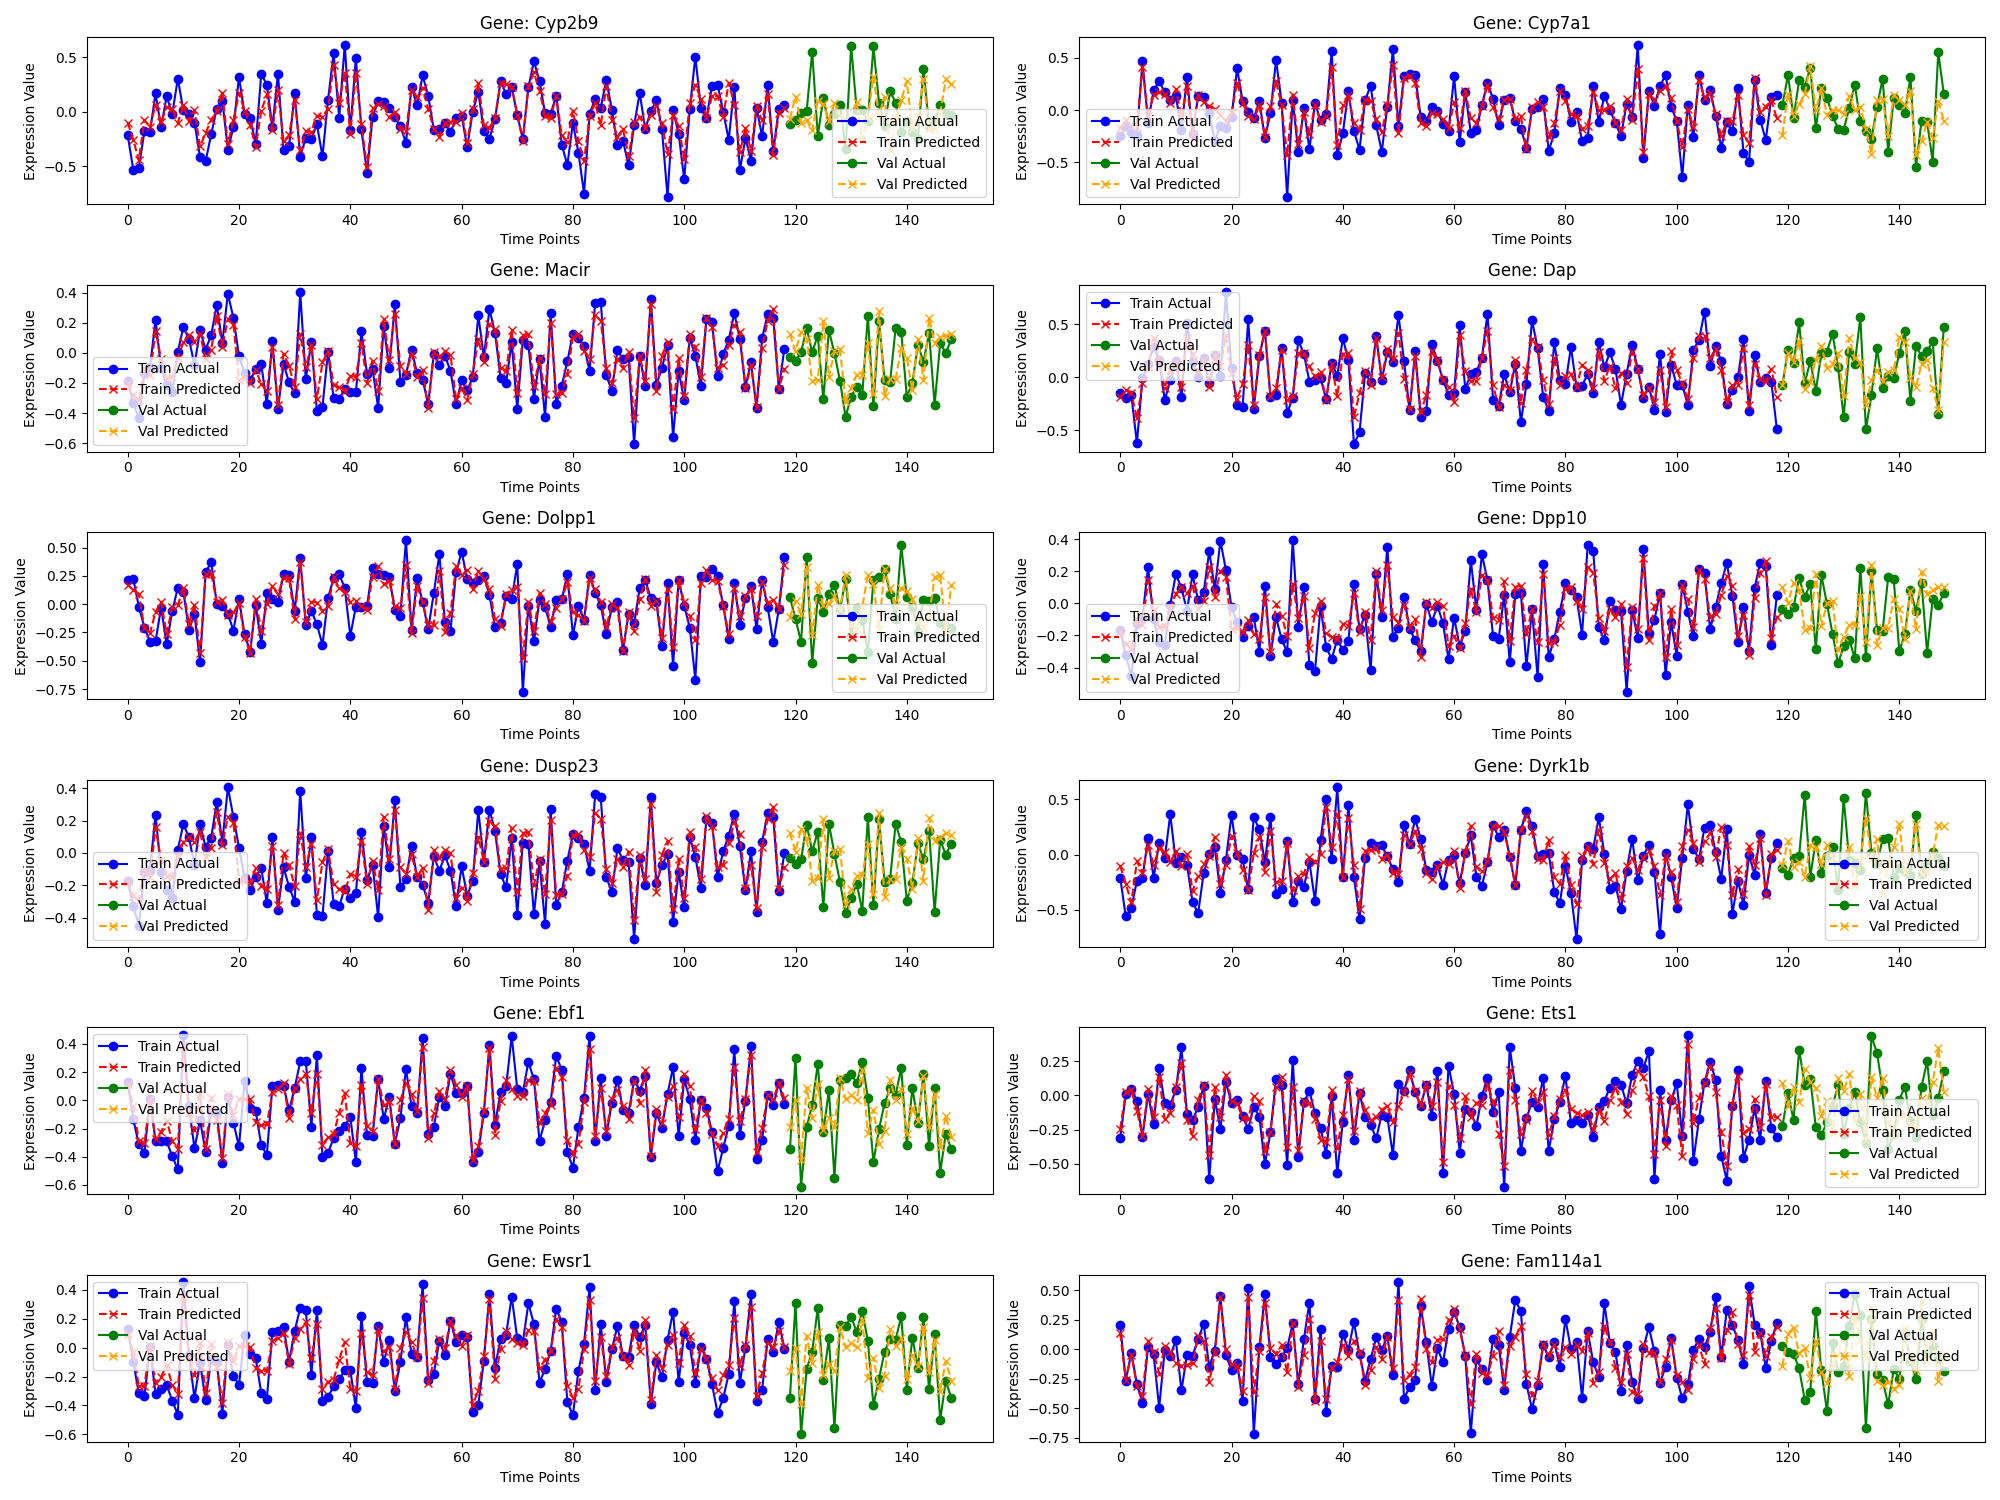 Gene: Cyp2b9
Expression Value
0.5
0.0
−0.5
Train Actual
Train Predicted
Val Actual
Val Predicted
0 20 40 60 80 100 120 140
Time Points
Gene: Cyp7a1
Expression Value
0.5
0.0
−0.5
Train Actual
Train Predicted
Val Actual
Val Predicted
0 20 40 60 80 100 120 140
Time Points
Gene: Macir
Expression Value
0.4
0.2
0.0
−0.2
−0.4
−0.6
Train Actual
Train Predicted
Val Actual
Val Predicted
0 20 40 60 80 100 120 140
Time Points
Gene: Dap
Expression Value
0.5
0.0
−0.5
Train Actual
Train Predicted
Val Actual
Val Predicted
0 20 40 60 80 100 120 140
Time Points
Gene: Dolpp1
Expression Value
0.50
0.25
0.00
−0.25
−0.50
−0.75
Train Actual
Train Predicted
Val Actual
Val Predicted
0 20 40 60 80 100 120 140
Time Points
Gene: Dpp10
Expression Value
0.4
0.2
0.0
−0.2
−0.4
Train Actual
Train Predicted
Val Actual
Val Predicted
0 20 40 60 80 100 120 140
Time Points
Gene: Dusp23
Expression Value
0.4
0.2
0.0
−0.2
−0.4
Train Actual
Train Predicted
Val Actual
Val Predicted
0 20 40 60 80 100 120 140
Time Points
Gene: Dyrk1b
Expression Value
0.5
0.0
−0.5
Train Actual
Train Predicted
Val Actual
Val Predicted
0 20 40 60 80 100 120 140
Time Points
Gene: Ebf1
Expression Value
0.4
0.2
0.0
−0.2
−0.4
−0.6
Train Actual
Train Predicted
Val Actual
Val Predicted
0 20 40 60 80 100 120 140
Time Points
Gene: Ets1
Expression Value
0.25
0.00
−0.25
−0.50
Train Actual
Train Predicted
Val Actual
Val Predicted
0 20 40 60 80 100 120 140
Time Points
Gene: Ewsr1
Expression Value
0.4
0.2
0.0
−0.2
−0.4
−0.6
Train Actual
Train Predicted
Val Actual
Val Predicted
0 20 40 60 80 100 120 140
Time Points
Gene: Fam114a1
Expression Value
0.50
0.25
0.00
−0.25
−0.50
−0.75
Train Actual
Train Predicted
Val Actual
Val Predicted
0 20 40 60 80 100 120 140
Time Points